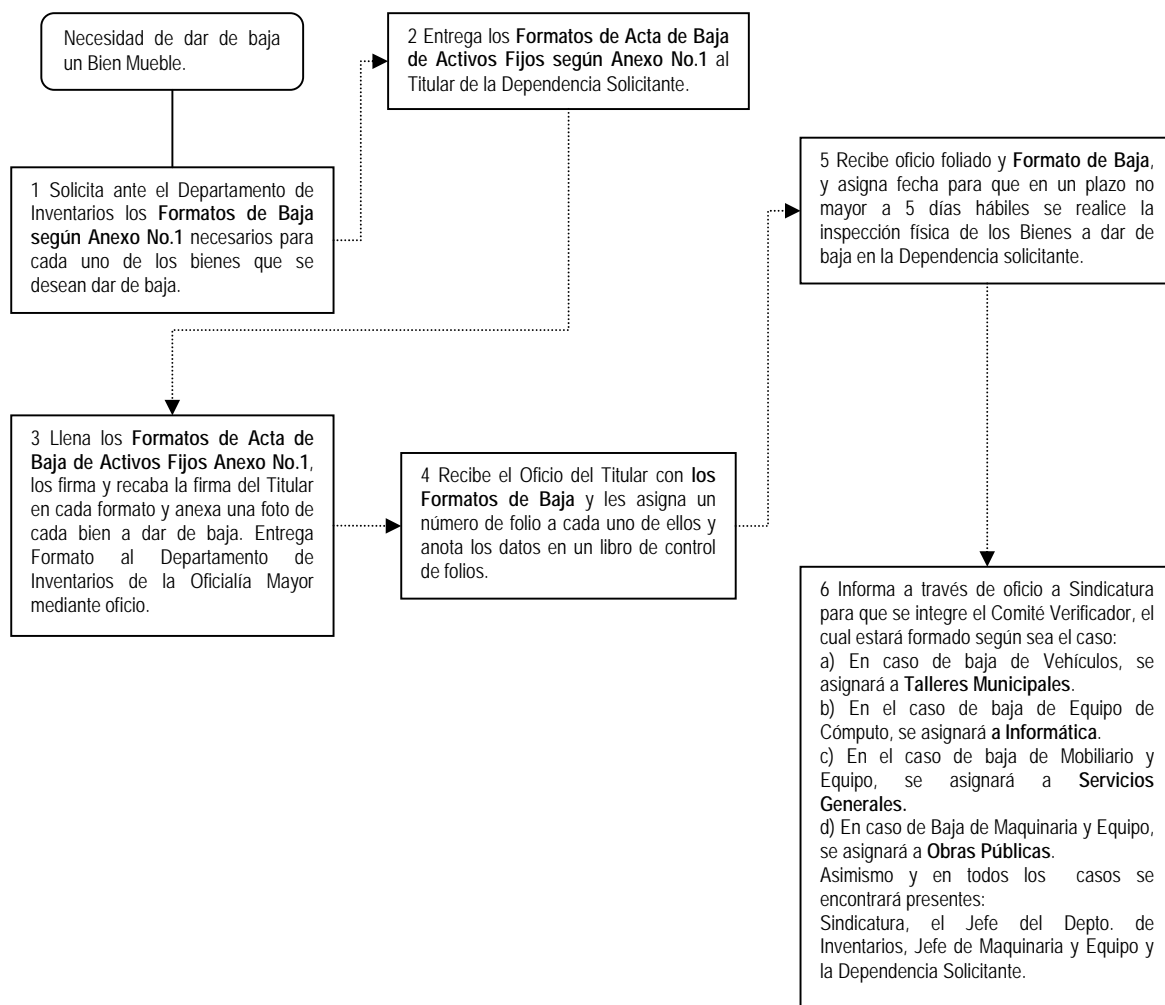 Necesidad de dar de baja
un Bien Mueble.
1 Solicita ante el Departamento de
Inventarios los Formatos de Baja
según Anexo No.1 necesarios para
cada uno de los bienes que se
desean dar de baja.
2 Entrega los Formatos de Acta de Baja
de Activos Fijos según Anexo No.1 al
Titular de la Dependencia Solicitante.
3 Llena los Formatos de Acta de
Baja de Activos Fijos Anexo No.1,
los firma y recaba la firma del Titular
en cada formato y anexa una foto de
cada bien a dar de baja. Entrega
Formato al Departamento de
Inventarios de la Oficialía Mayor
mediante oficio.
4 Recibe el Oficio del Titular con los
Formatos de Baja y les asigna un
número de folio a cada uno de ellos y
anota los datos en un libro de control
de folios.
5 Recibe oficio foliado y Formato de Baja,
y asigna fecha para que en un plazo no
mayor a 5 días hábiles se realice la
inspección física de los Bienes a dar de
baja en la Dependencia solicitante.
6 Informa a través de oficio a Sindicatura
para que se integre el Comité Verificador, el
cual estará formado según sea el caso:
a) En caso de baja de Vehículos, se
asignará a Talleres Municipales.
b) En el caso de baja de Equipo de
Cómputo, se asignará a Informática.
c) En el caso de baja de Mobiliario y
Equipo, se asignará a Servicios
Generales.
d) En caso de Baja de Maquinaria y Equipo,
se asignará a Obras Públicas.
Asimismo y en todos los casos se
encontrará presentes:
Sindicatura, el Jefe del Depto. de
Inventarios, Jefe de Maquinaria y Equipo y
la Dependencia Solicitante.